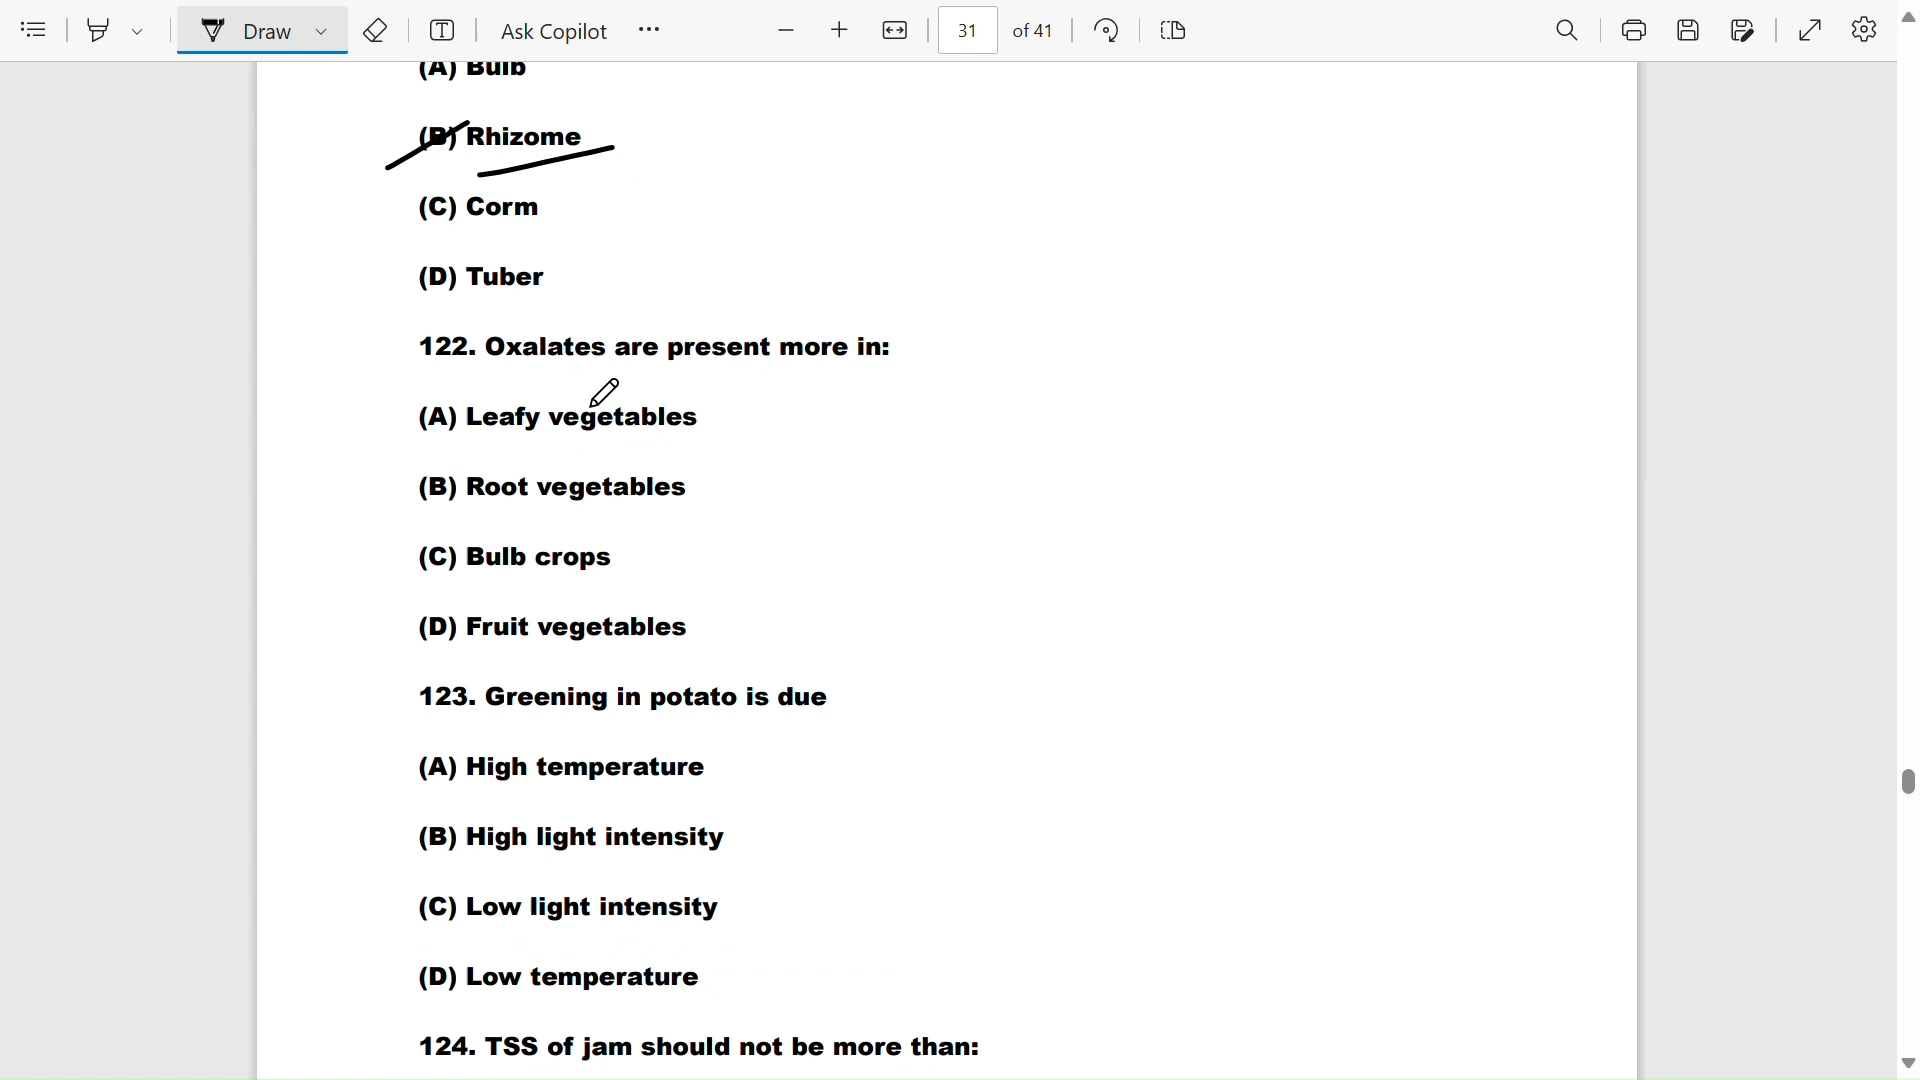 Draw
Ask Copilot
31
of 41
(A) Bulb
(B) Rhizome
(C) Corm
(D) Tuber
122. Oxalates are present more in:
(A) Leafy vegetables
(B) Root vegetables
(C) Bulb crops
(D) Fruit vegetables
123. Greening in potato is due
(A) High temperature
(B) High light intensity
(C) Low light intensity
(D) Low temperature
124. TSS of jam should not be more than: